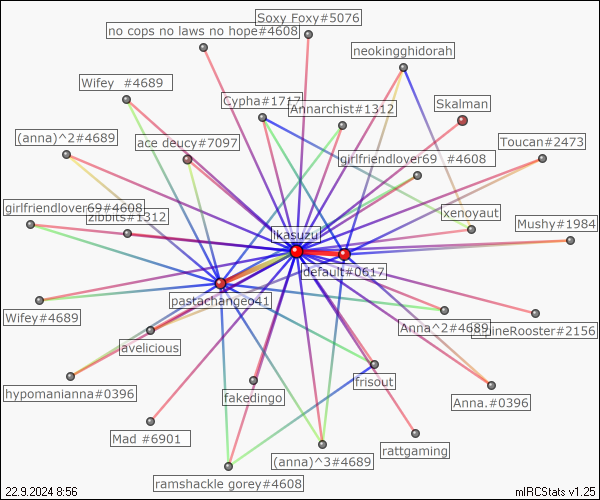 Soxy Foxy#5076
no cops no laws no hope#4608
neokingghidorah
Wifey  #4689
Cypha#1717
Annarchist#1312
Skalman
(anna)^2#4689
ace deucy#7097
Toucan#2473
girlfriendlover69  #4608
girlfriendlover69#4608
zibbits#1312
xenoyaut
Mushy#1984
ikasuzu
default#0617
pastachange041
Wifey#4689
Anna^2#4689
avelicious
frisout
hypomanianna#0396
fakedingo
Anna.#0396
Mad #6901
rattgaming
(anna)^3#4689
ramshackle gorey#4608
22.9.2024 8:56
mIRCStats v1.25